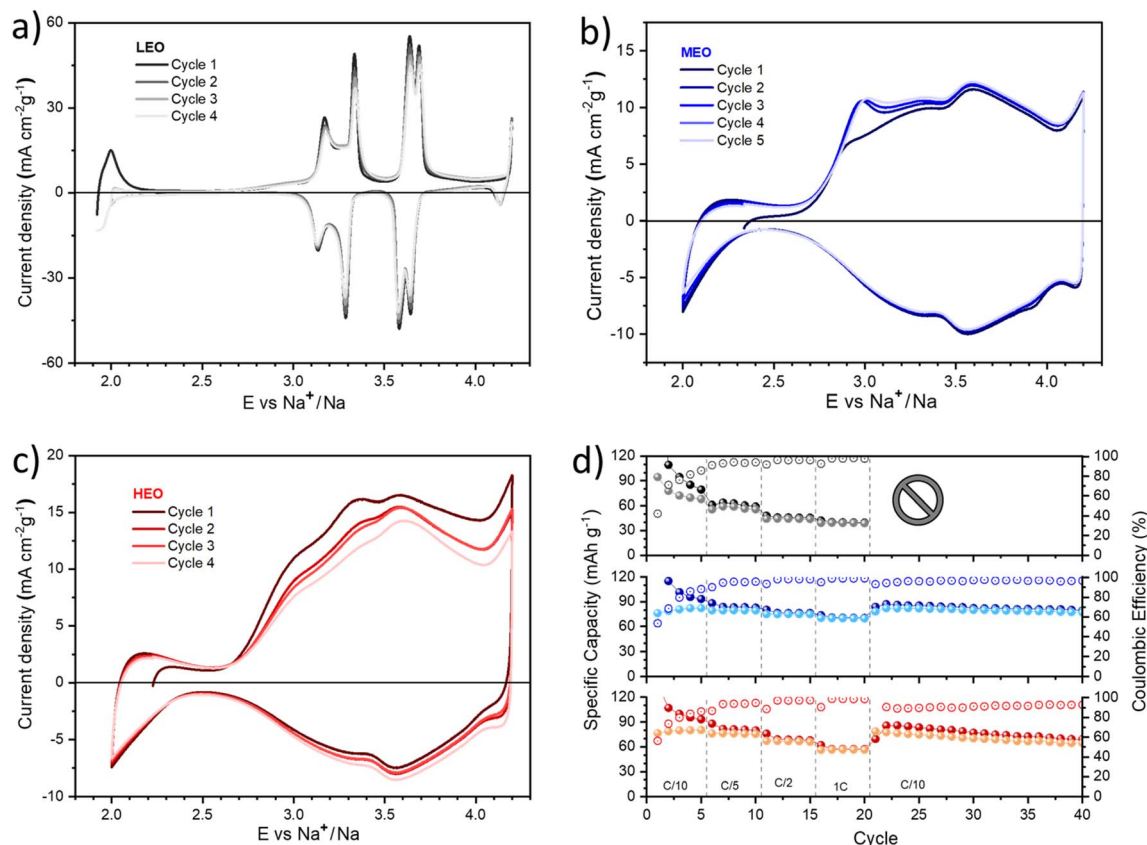 a)
LEO
Cycle 1
Cycle 2
Cycle 3
Cycle 4
60
30
0
-30
-60
Current density (mA cm-2g-1)
2.0 2.5 3.0 3.5 4.0
E vs Na+/Na
b)
MEO
Cycle 1
Cycle 2
Cycle 3
Cycle 4
Cycle 5
15
10
5
0
-5
-10
Current density (mA cm-2g-1)
2.0 2.5 3.0 3.5 4.0
E vs Na+/Na
c)
HEO
Cycle 1
Cycle 2
Cycle 3
Cycle 4
20
15
10
5
0
-5
-10
Current density (mA cm-2g-1)
2.0 2.5 3.0 3.5 4.0
E vs Na+/Na
d)
120 100
90 80
60 60
30 40
0 20
0
120 100
90 80
60 60
30 40
0 20
0
120 100
90 80
60 60
30 40
0 20
0
Specific Capacity (mAh g-1)
Coulombic Efficiency (%)
C/10 C/5 C/2 1C C/10
0 5 10 15 20 25 30 35 40
Cycle